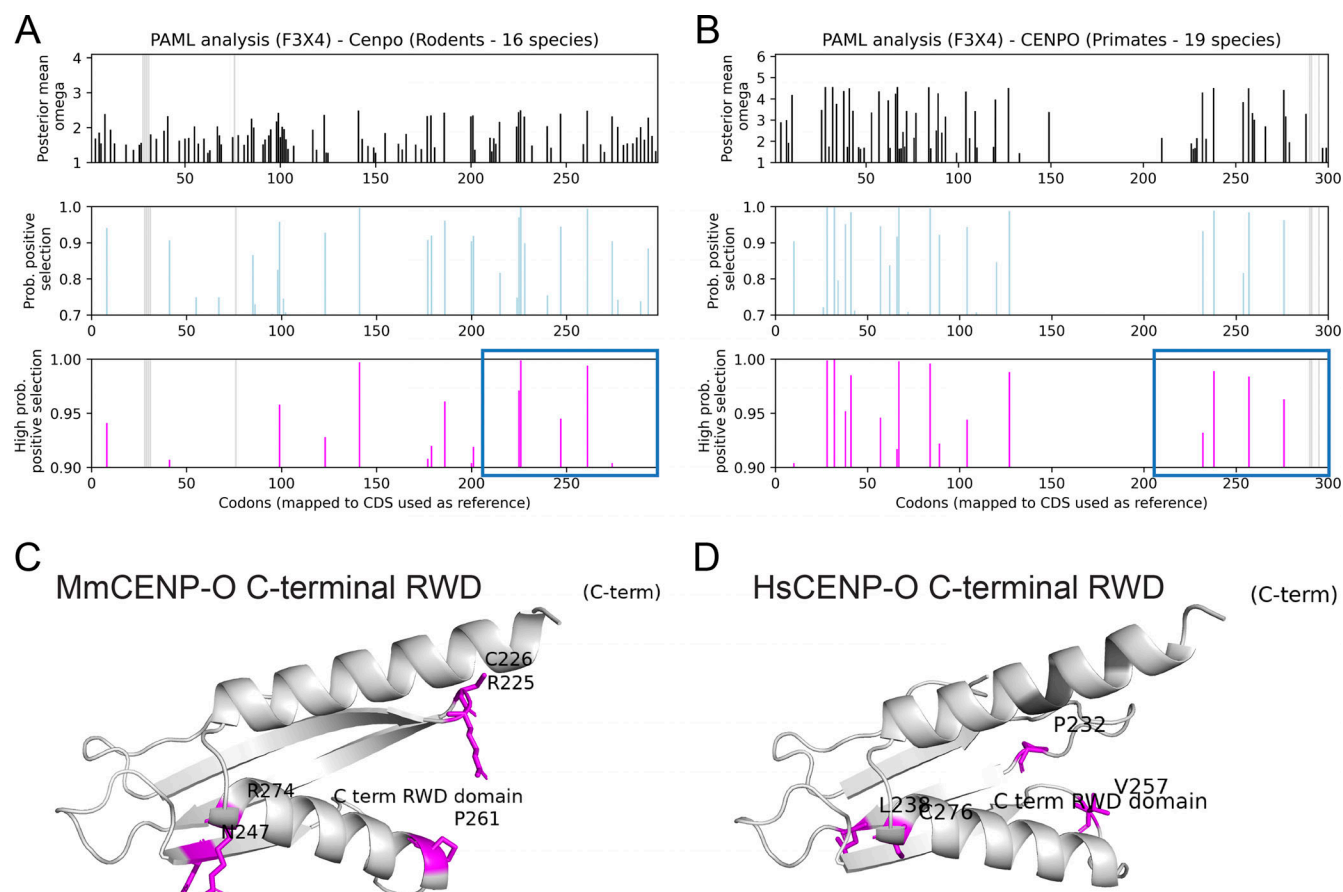 A
PAML analysis (F3X4) - Cenpo (Rodents - 16 species)
Posterior mean
omega
4
3
2
1
50
100
150
200
250
Prob. positive
selection
1.0
0.9
0.8
0.7
0
50
100
150
200
250
High prob.
positive selection
1.00
0.95
0.90
0
50
100
150
200
250
Codons (mapped to CDS used as reference)
B
PAML analysis (F3X4) - CENPO (Primates - 19 species)
Posterior mean
omega
6
5
4
3
2
1
50
100
150
200
250
300
Prob. positive
selection
1.0
0.9
0.8
0.7
0
50
100
150
200
250
300
High prob.
positive selection
1.00
0.95
0.90
0
50
100
150
200
250
300
Codons (mapped to CDS used as reference)
C
MmCENP-O C-terminal RWD
(C-term)
C226
R225
R274
C term RWD domain
P261
N247
D
HsCENP-O C-terminal RWD
(C-term)
P232
V257
L238
C276
C term RWD domain